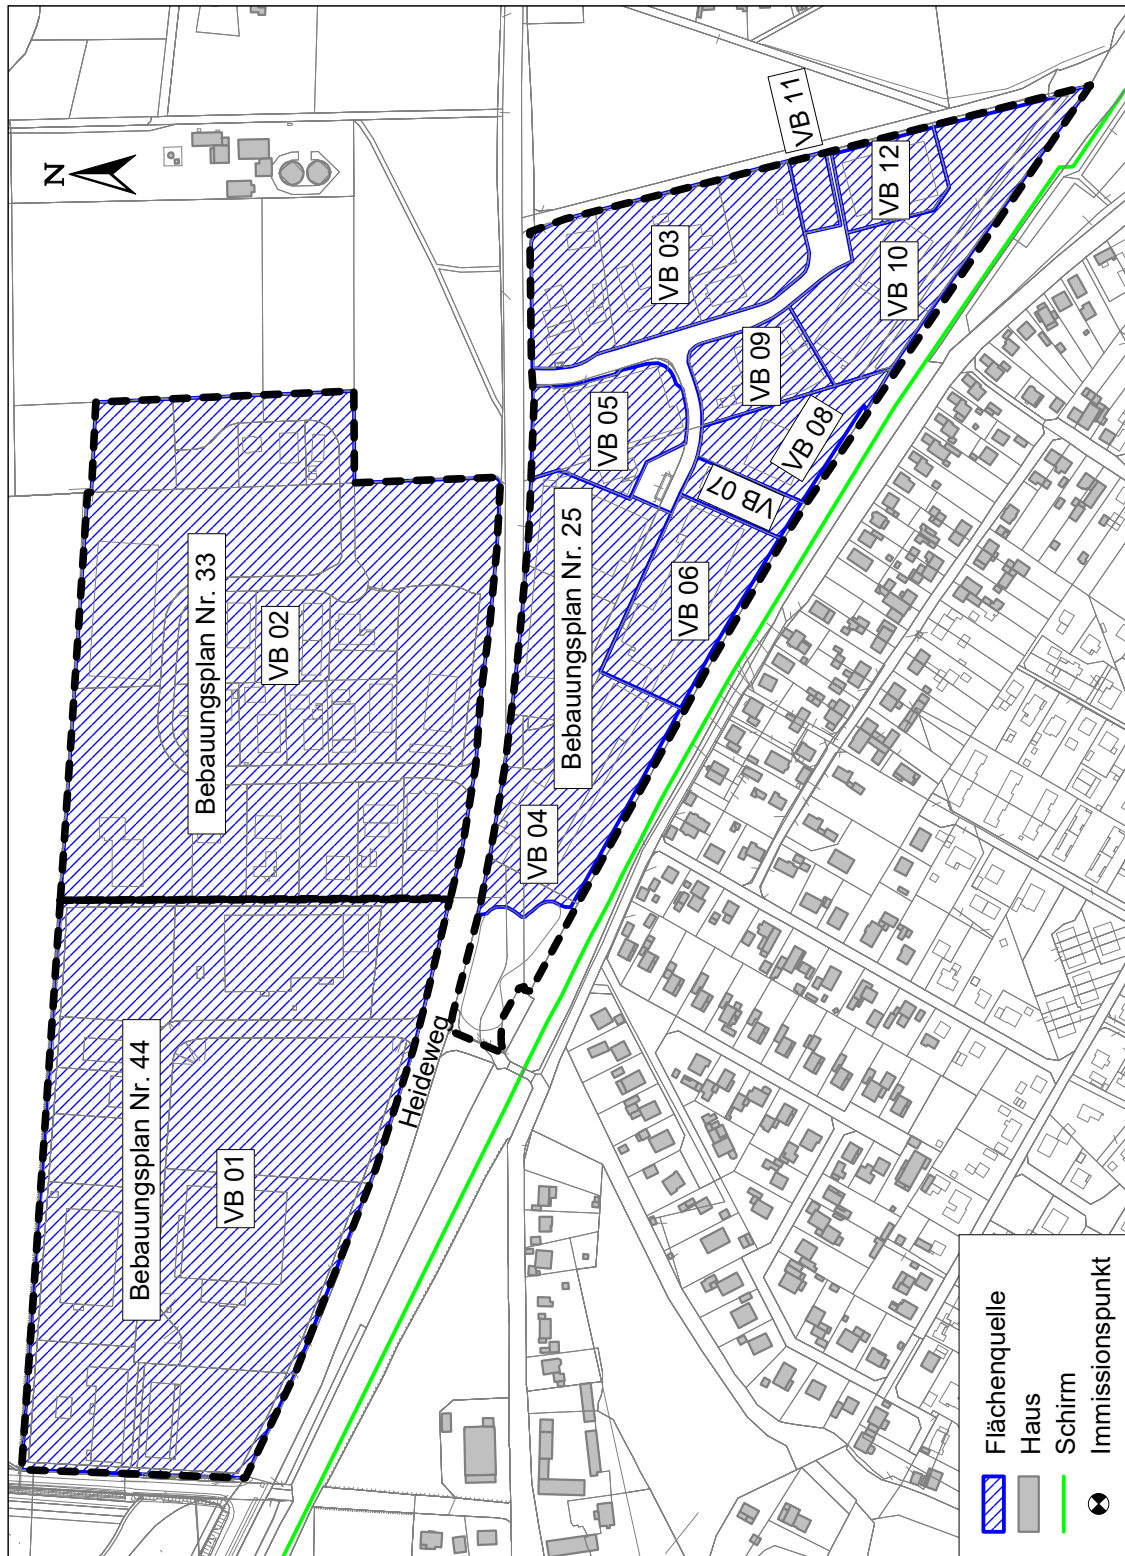 N
Bebauungsplan Nr. 44
VB 01
Bebauungsplan Nr. 33
VB 02
Heideweg
VB 04
Bebauungsplan Nr. 25
VB 05
VB 03
VB 11
VB 06
VB 07
VB 08
VB 09
VB 10
VB 12
Flächenquelle
Haus
Schirm
Immissionspunkt